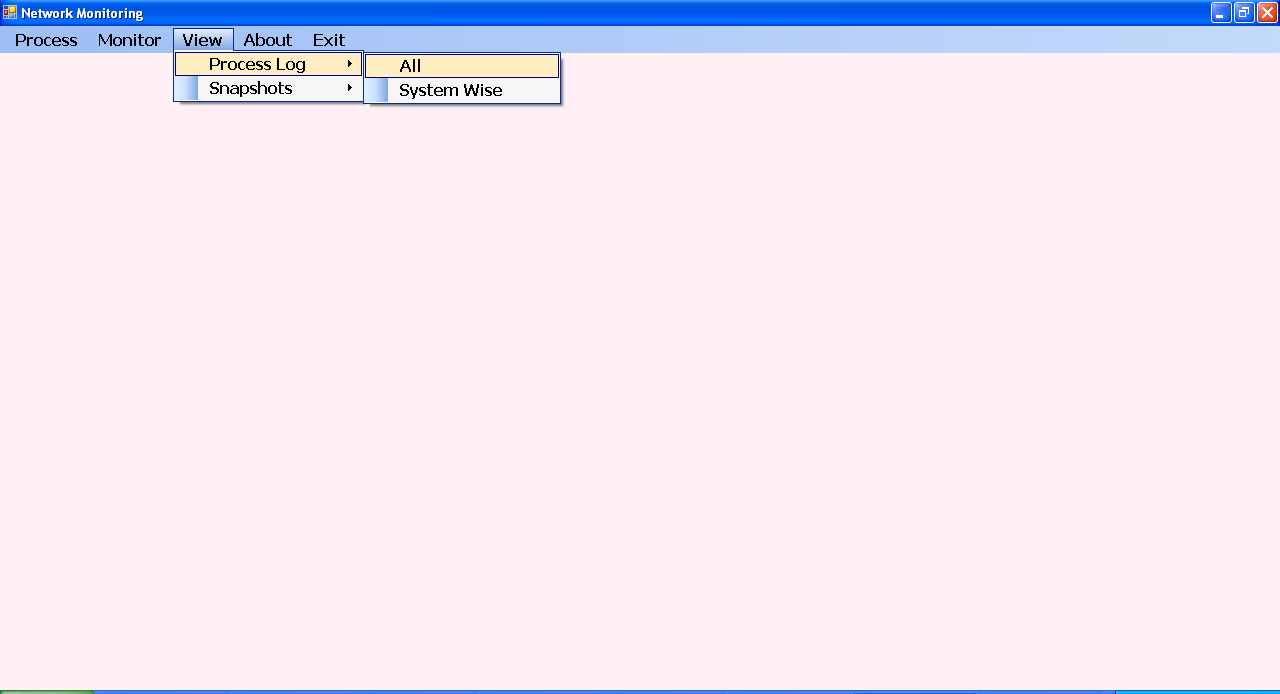 Network Monitoring
Process Monitor View About Exit
Process Log All
Snapshots System Wise